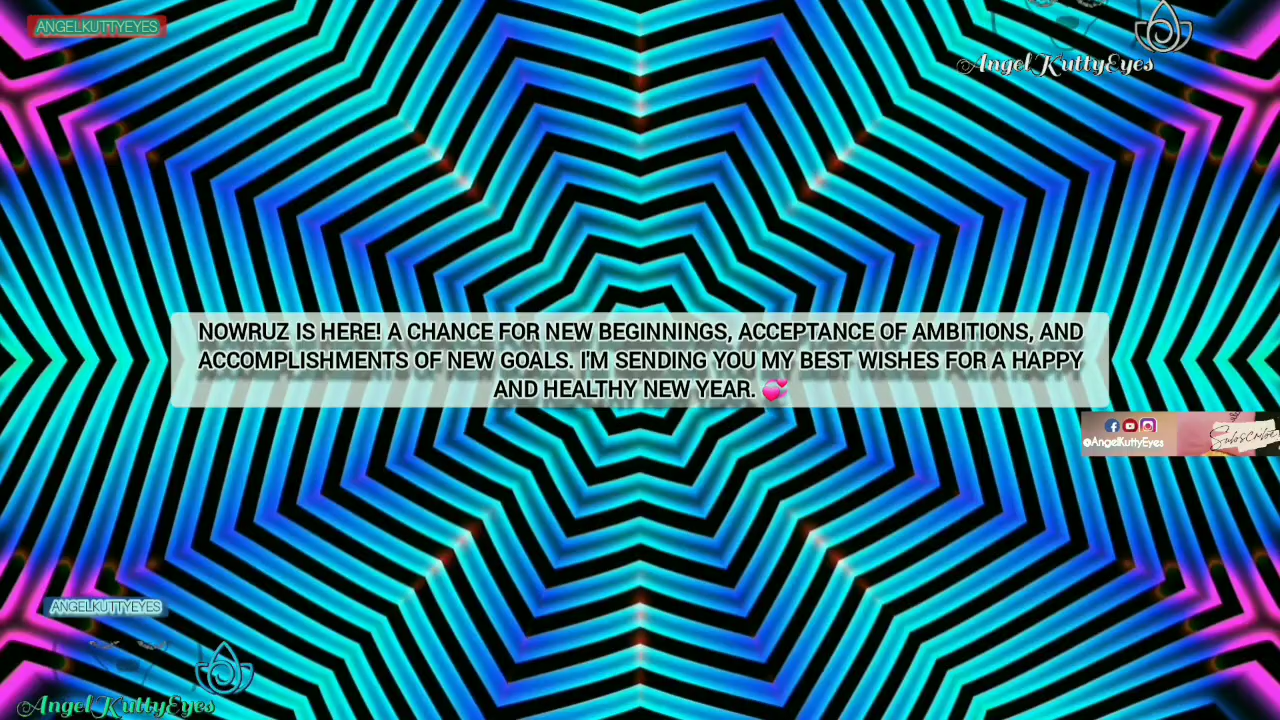 ANGELKUTTYEYES
AngelKuttyEyes
NOWRUZ IS HERE! A CHANCE FOR NEW BEGINNINGS, ACCEPTANCE OF AMBITIONS, AND
ACCOMPLISHMENTS OF NEW GOALS. I'M SENDING YOU MY BEST WISHES FOR A HAPPY
AND HEALTHY NEW YEAR. 💞
@AngelKuttyEyes
Subscribe
ANGELKUTTYEYES
AngelKuttyEyes